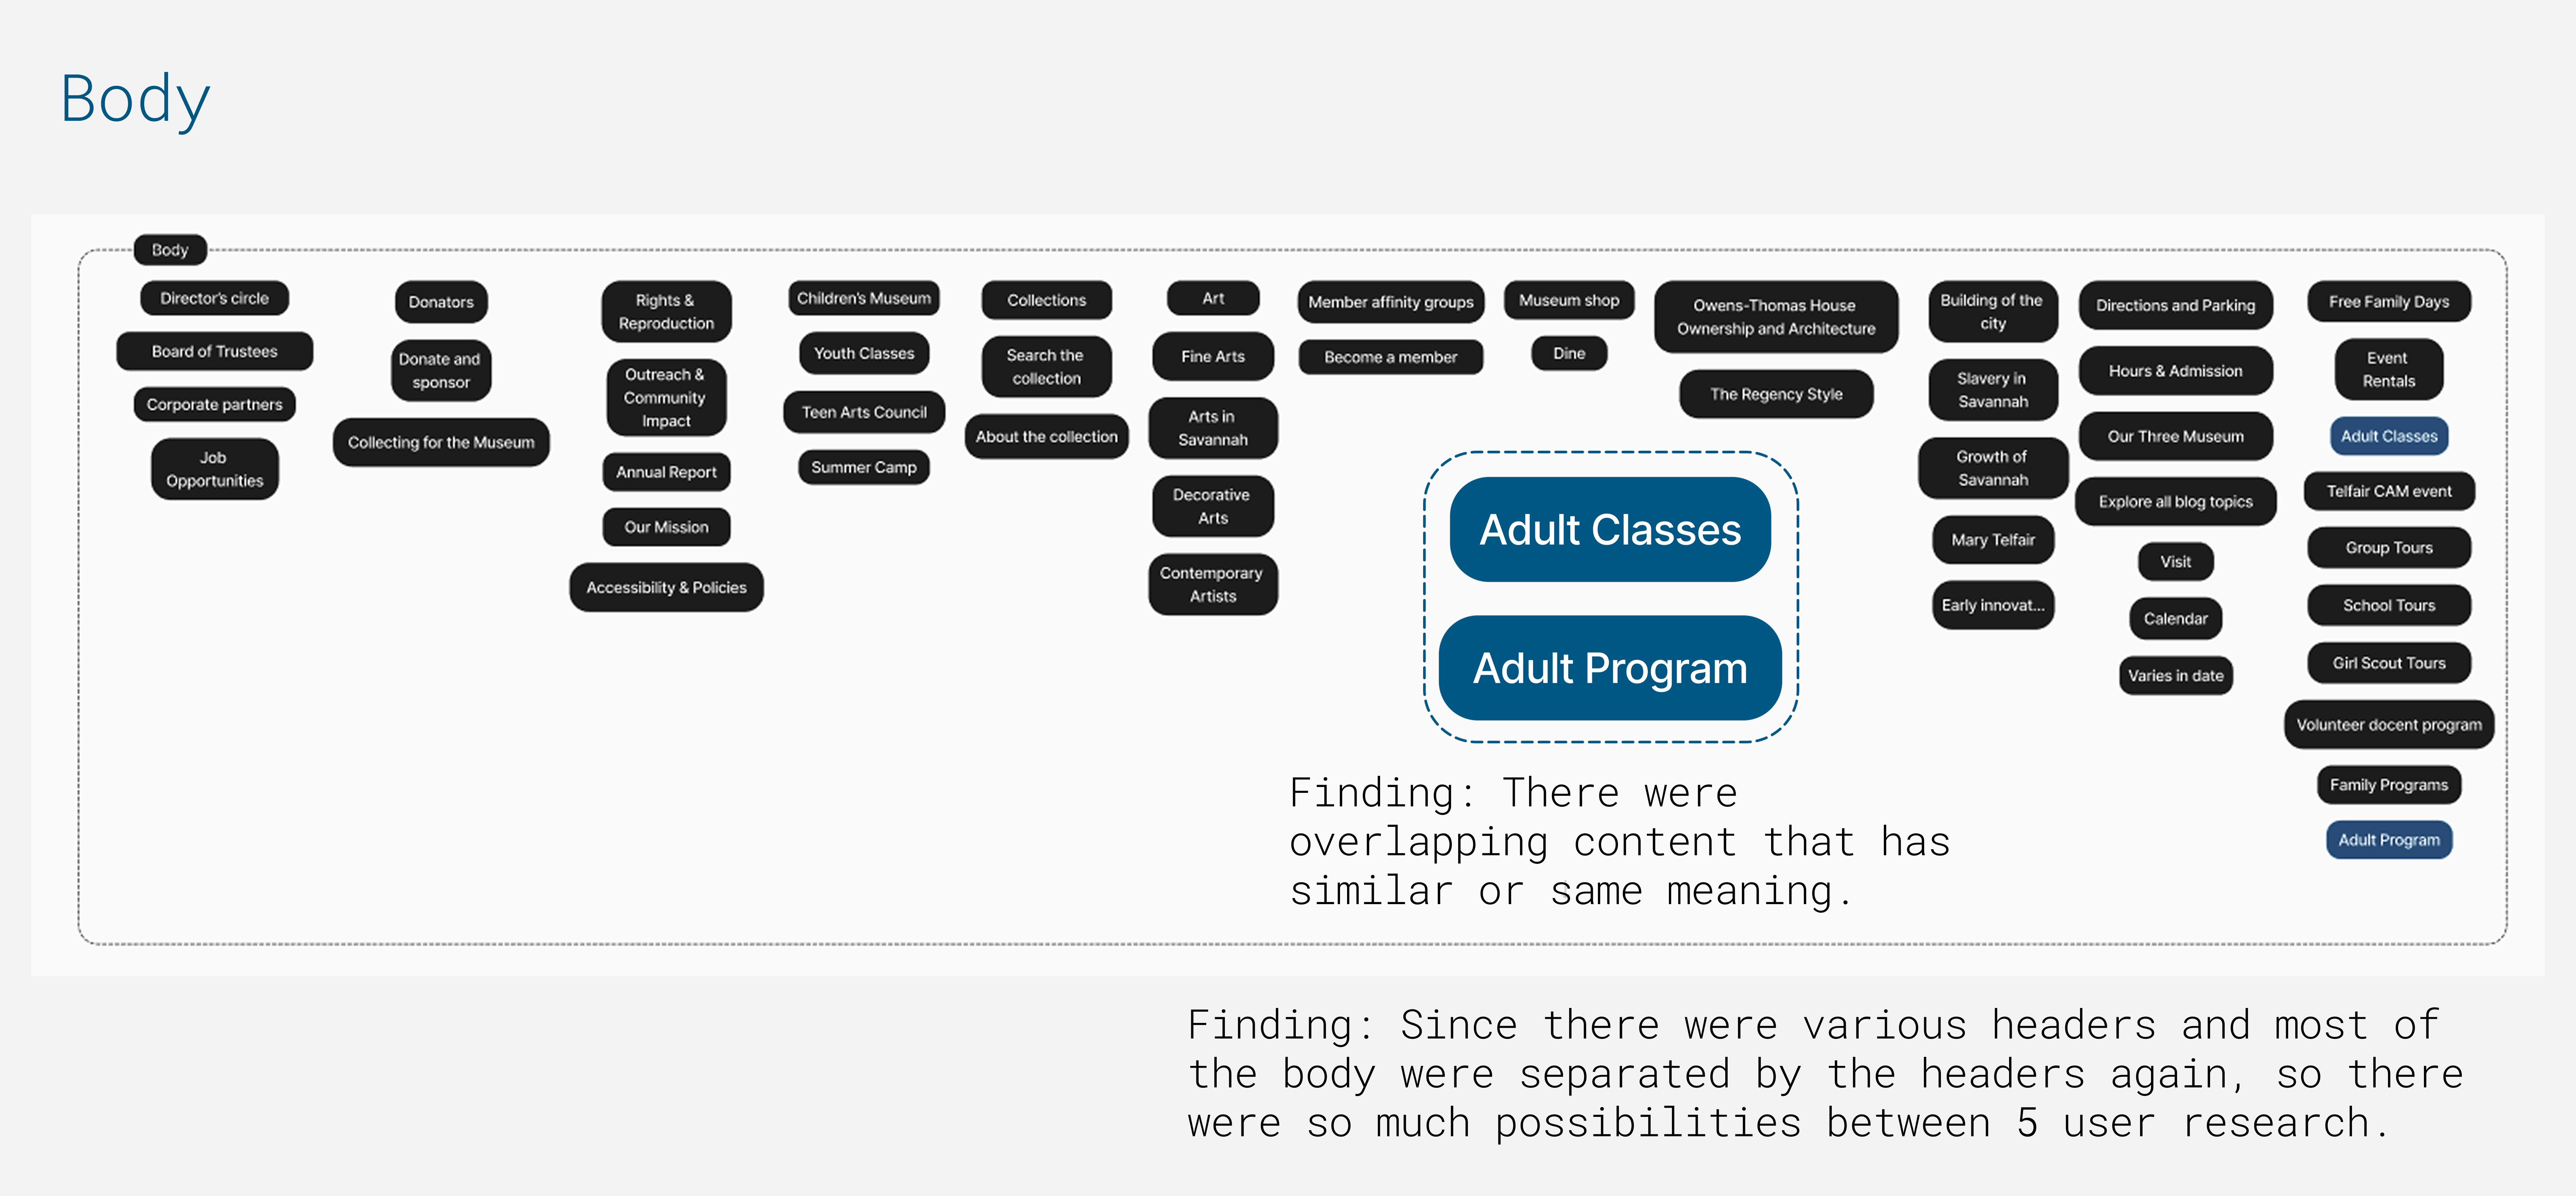 Body
Body
Director's circle
Board of Trustees
Corporate partners
Job
Opportunities
Donators
Donate and
sponsor
Collecting for the Museum
Rights &
Reproduction
Outreach &
Community
Impact
Annual Report
Our Mission
Accessibility & Policies
Children's Museum
Youth Classes
Teen Arts Council
Summer Camp
Collections
Search the
collection
About the collection
Art
Fine Arts
Arts in
Savannah
Decorative
Arts
Contemporary
Artists
Member affinity groups
Become a member
Museum shop
Dine
Owens-Thomas House
Ownership and Architecture
The Regency Style
Building of the
city
Slavery in
Savannah
Growth of
Savannah
Mary Telfair
Early innovat...
Directions and Parking
Hours & Admission
Our Three Museum
Explore all blog topics
Visit
Calendar
Varies in date
Free Family Days
Event
Rentals
Adult Classes
Telfair CAM event
Group Tours
School Tours
Girl Scout Tours
Volunteer docent program
Family Programs
Adult Program
Adult Classes
Adult Program
Finding: There were
overlapping content that has
similar or same meaning.
Finding: Since there were various headers and most of
the body were separated by the headers again, so there
were so much possibilities between 5 user research.